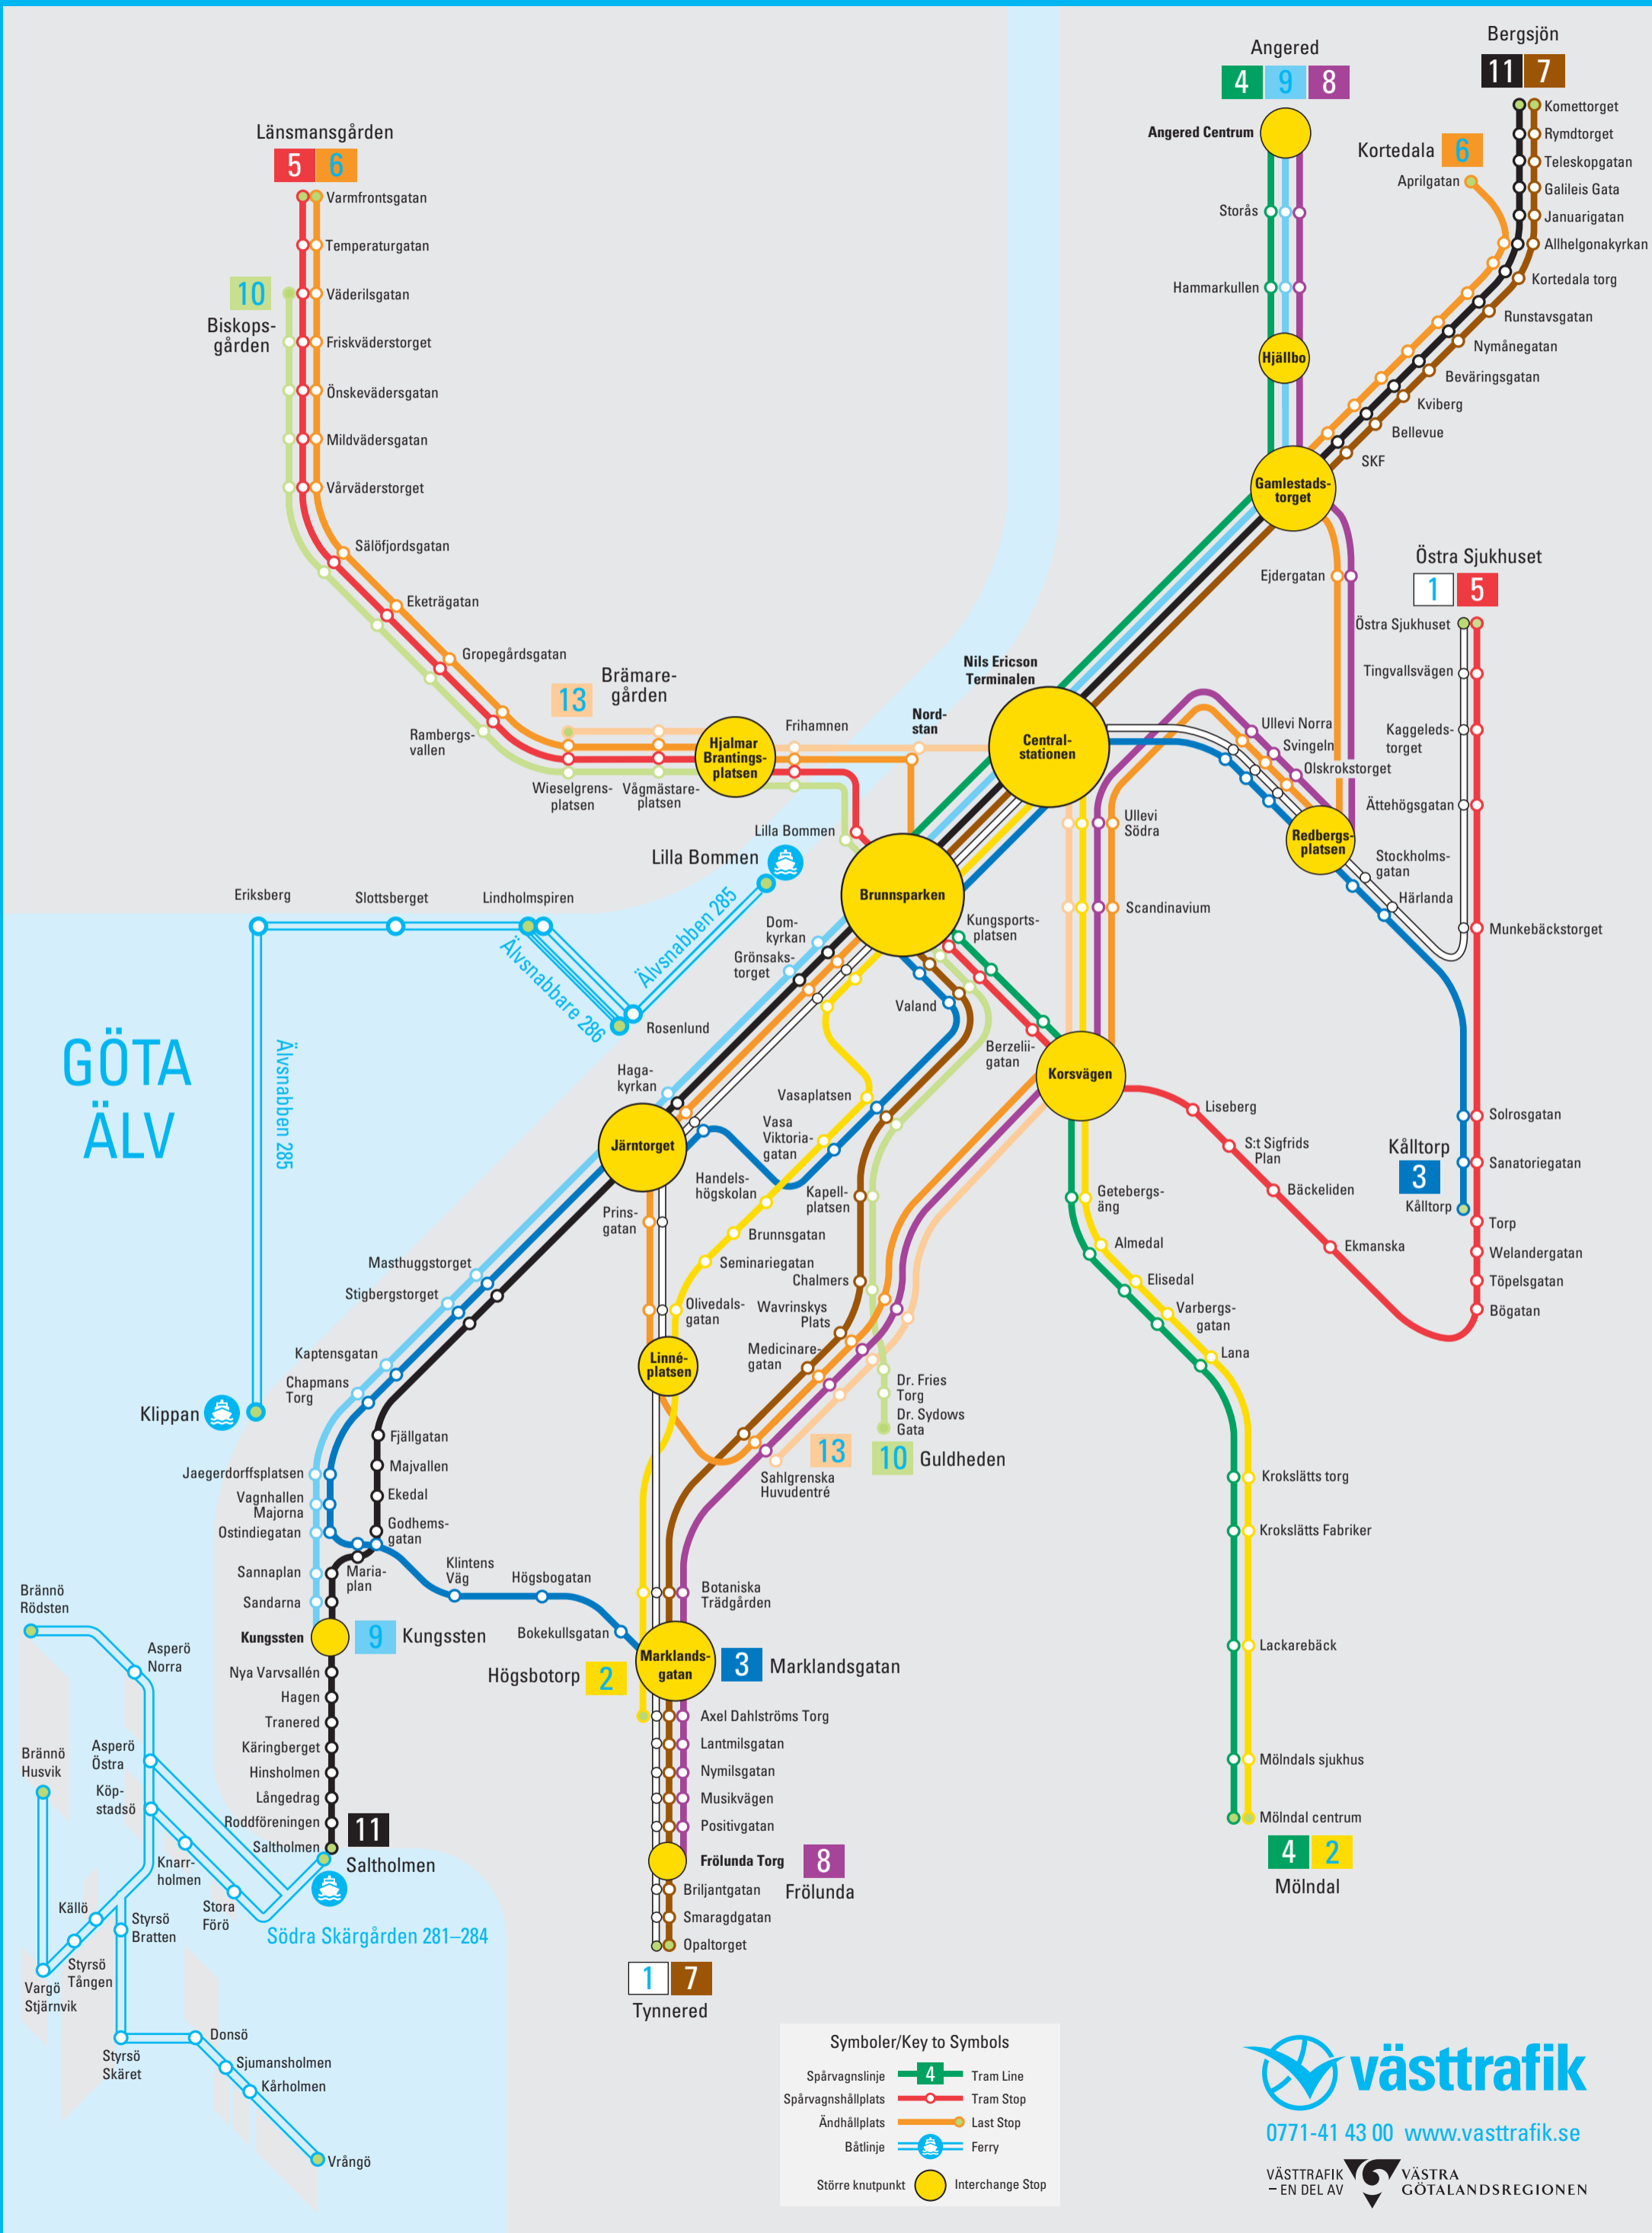 Länsmansgården
5 6
Varmfrontsgatan
Temperaturgatan
10
Biskops-
gården
Väderilsgatan
Friskväderstorget
Önskevädersgatan
Mildvädersgatan
Vårväderstorget
Sälöfjordsgatan
Eketrägatan
Gropegårdsgatan
Rambergs-
vallen
13
Brämare-
gården
Wieselgrens-
platsen
Vågmästare-
platsen
Hjalmar
Brantings-
platsen
Frihamnen
Nord-
stan
Lilla Bommen
Angered
4 9 8
Angered Centrum
Storås
Hammarkullen
Hjällbo
Bergsjön
11 7
Komettorget
Rymdtorget
Teleskopgatan
Galileis Gata
Januarigatan
Allhelgonakyrkan
Kortedala torg
Runstavsgatan
Nymånegatan
Beväringsgatan
Kviberg
Bellevue
SKF
Kortedala 6
Aprilgatan
Gamlestads-
torget
Ejdergatan
Östra Sjukhuset
1 5
Östra Sjukhuset
Tingvallsvägen
Kaggeleds-
torget
Ättehögsgatan
Stockholms-
gatan
Härlanda
Munkebäckstorget
Solrosgatan
Sanatoriegatan
Kålltorp
3
Kålltorp
Torp
Welandergatan
Töpelsgatan
Bögatan
Nils Ericson
Terminalen
Central-
stationen
Ullevi Norra
Svingeln
Olskrokstorget
Redbergs-
platsen
Ullevi
Södra
Scandinavium
Brunnsparken
Kungsports-
platsen
Valand
Berzelii-
gatan
Korsvägen
Liseberg
S:t Sigfrids
Plan
Bäckeliden
Ekmanska
Lilla Bommen
Älvsnabben 285
Eriksberg
Slottsberget
Lindholmspiren
Älvsnabbare 286
Rosenlund
GÖTA
ÄLV
Älvsnabben 285
Klippan
Dom-
kyrkan
Grönsaks-
torget
Haga-
kyrkan
Järntorget
Vasaplatsen
Vasa
Viktoria-
gatan
Handels-
högskolan
Kapell-
platsen
Prins-
gatan
Brunnsgatan
Seminariegatan
Chalmers
Olivedals-
gatan
Wavrinskys
Plats
Medicinare-
gatan
Linné-
platsen
Dr. Fries
Torg
Dr. Sydows
Gata
13
10 Guldheden
Sahlgrenska
Huvudentré
Masthuggstorget
Stigbergstorget
Kaptensgatan
Chapmans
Torg
Fjällgatan
Majvallen
Ekedal
Godhems-
gatan
Jaegerdorffsplatsen
Vagnhallen
Majorna
Ostindiegatan
Sannaplan
Maria-
plan
Sandarna
Kungssten
9 Kungssten
Klintens
Väg
Högsbogatan
Bokekullsgatan
Botaniska
Trädgården
Marklands-
gatan
3 Marklandsgatan
Högsbotorp 2
Nya Varvsallén
Hagen
Tranered
Käringberget
Hinsholmen
Långedrag
Roddföreningen
Saltholmen
11
Saltholmen
Axel Dahlströms Torg
Lantmilsgatan
Nymilsgatan
Musikvägen
Positivgatan
Frölunda Torg
8
Frölunda
Briljantgatan
Smaragdgatan
Opaltorget
1 7
Tynnered
Getebergs-
äng
Almedal
Elisedal
Varbergs-
gatan
Lana
Krokslätts torg
Krokslätts Fabriker
Lackarebäck
Mölndals sjukhus
Mölndal centrum
4 2
Mölndal
Brännö
Rödsten
Asperö
Norra
Brännö
Husvik
Asperö
Östra
Köp-
stadsö
Knarr-
holmen
Stora
Förö
Källö
Styrsö
Bratten
Styrsö
Tången
Vargö
Stjärnvik
Södra Skärgården 281–284
Styrsö
Skäret
Donsö
Sjumansholmen
Kårholmen
Vrångö
Symboler/Key to Symbols
Spårvagnslinje 4 Tram Line
Spårvagnshållplats Tram Stop
Ändhållplats Last Stop
Båtlinje Ferry
Större knutpunkt Interchange Stop
västtrafik
0771-41 43 00 www.vasttrafik.se
VÄSTTRAFIK
– EN DEL AV
VÄSTRA
GÖTALANDSREGIONEN